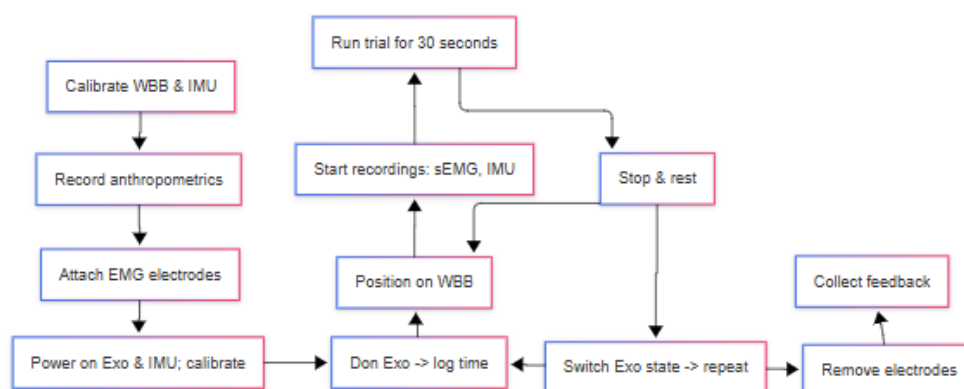 Run trial for 30 seconds
Calibrate WBB & IMU
Start recordings: sEMG, IMU
Record anthropometrics
Stop & rest
Attach EMG electrodes
Position on WBB
Collect feedback
Power on Exo & IMU; calibrate
Don Exo -> log time
Switch Exo state -> repeat
Remove electrodes